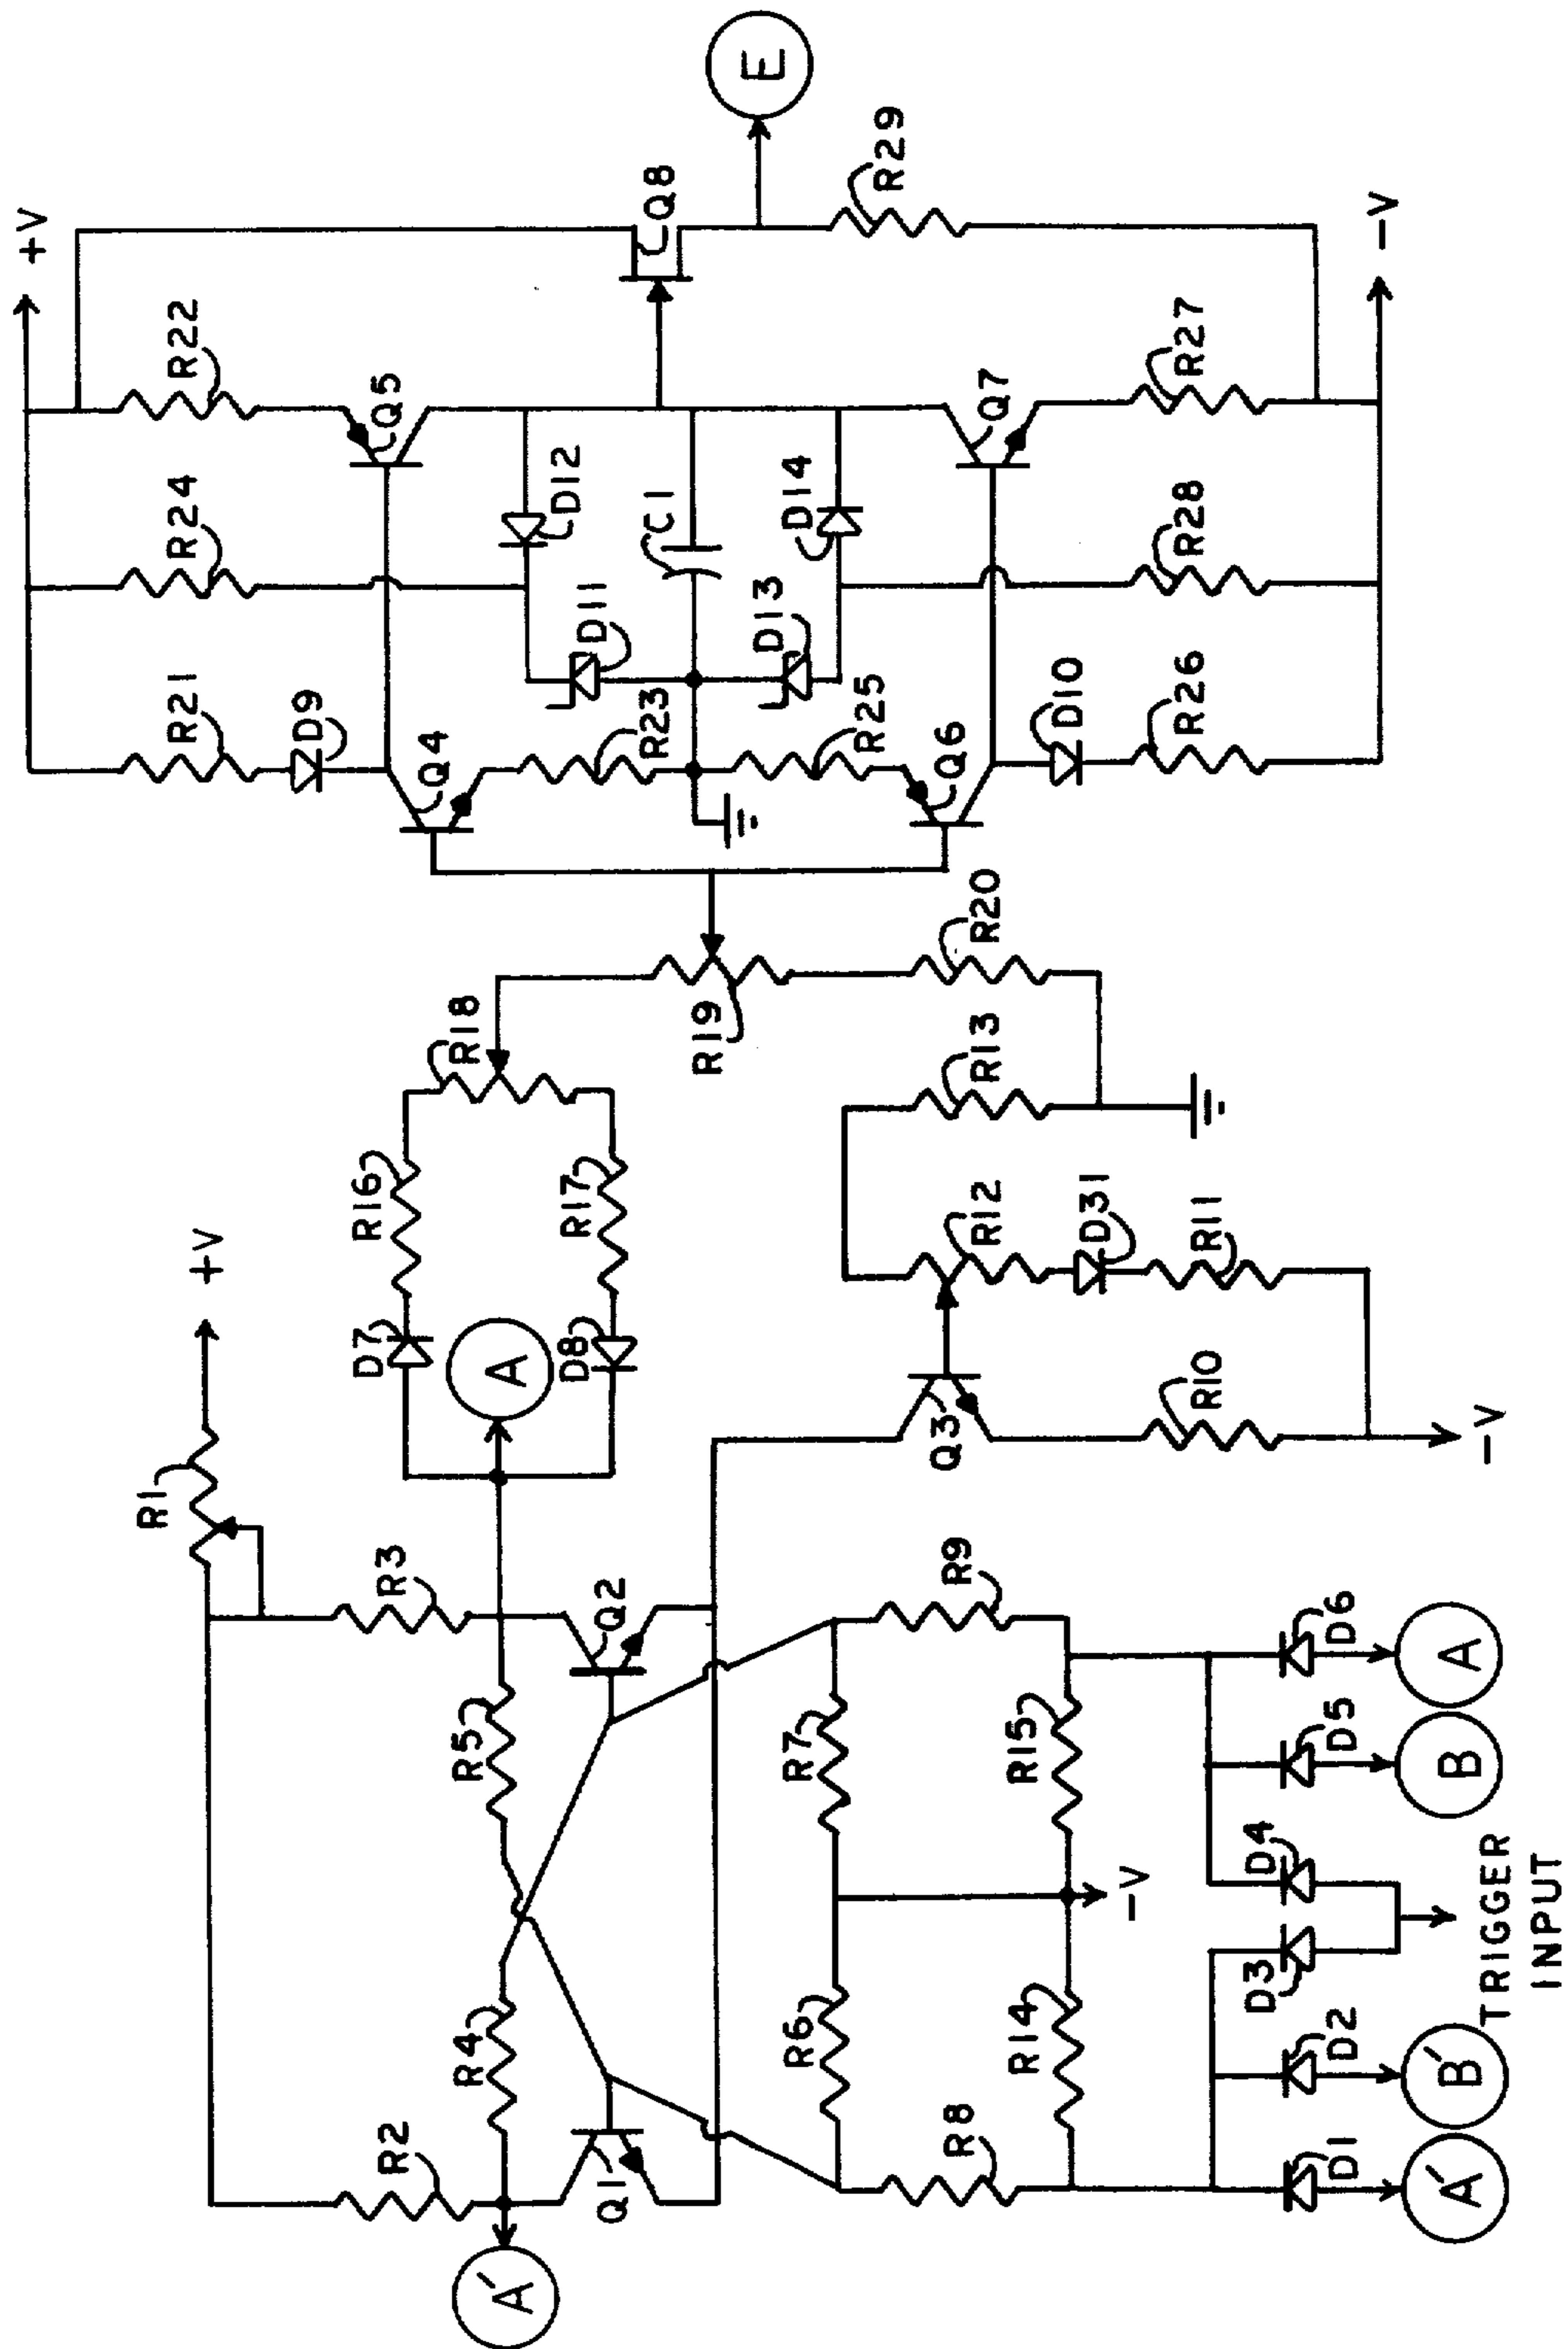 +V
R22
R24
R21
D9
Q5
Q4
D12
D11
C1
R23
Q8
E
R29
D13
D14
R25
Q6
Q7
D10
R26
R28
R27
-V
R18
R16
R17
D7
A
D8
R19
R20
R13
R12
D31
R11
Q3
R10
-V
+V
R1
R3
R2
R4
R5
Q2
Q1
A'
R9
R7
R6
R15
R14
R8
-V
D6
D5
D4
D3
D2
D1
A
B
TRIGGER
INPUT
B'
A'